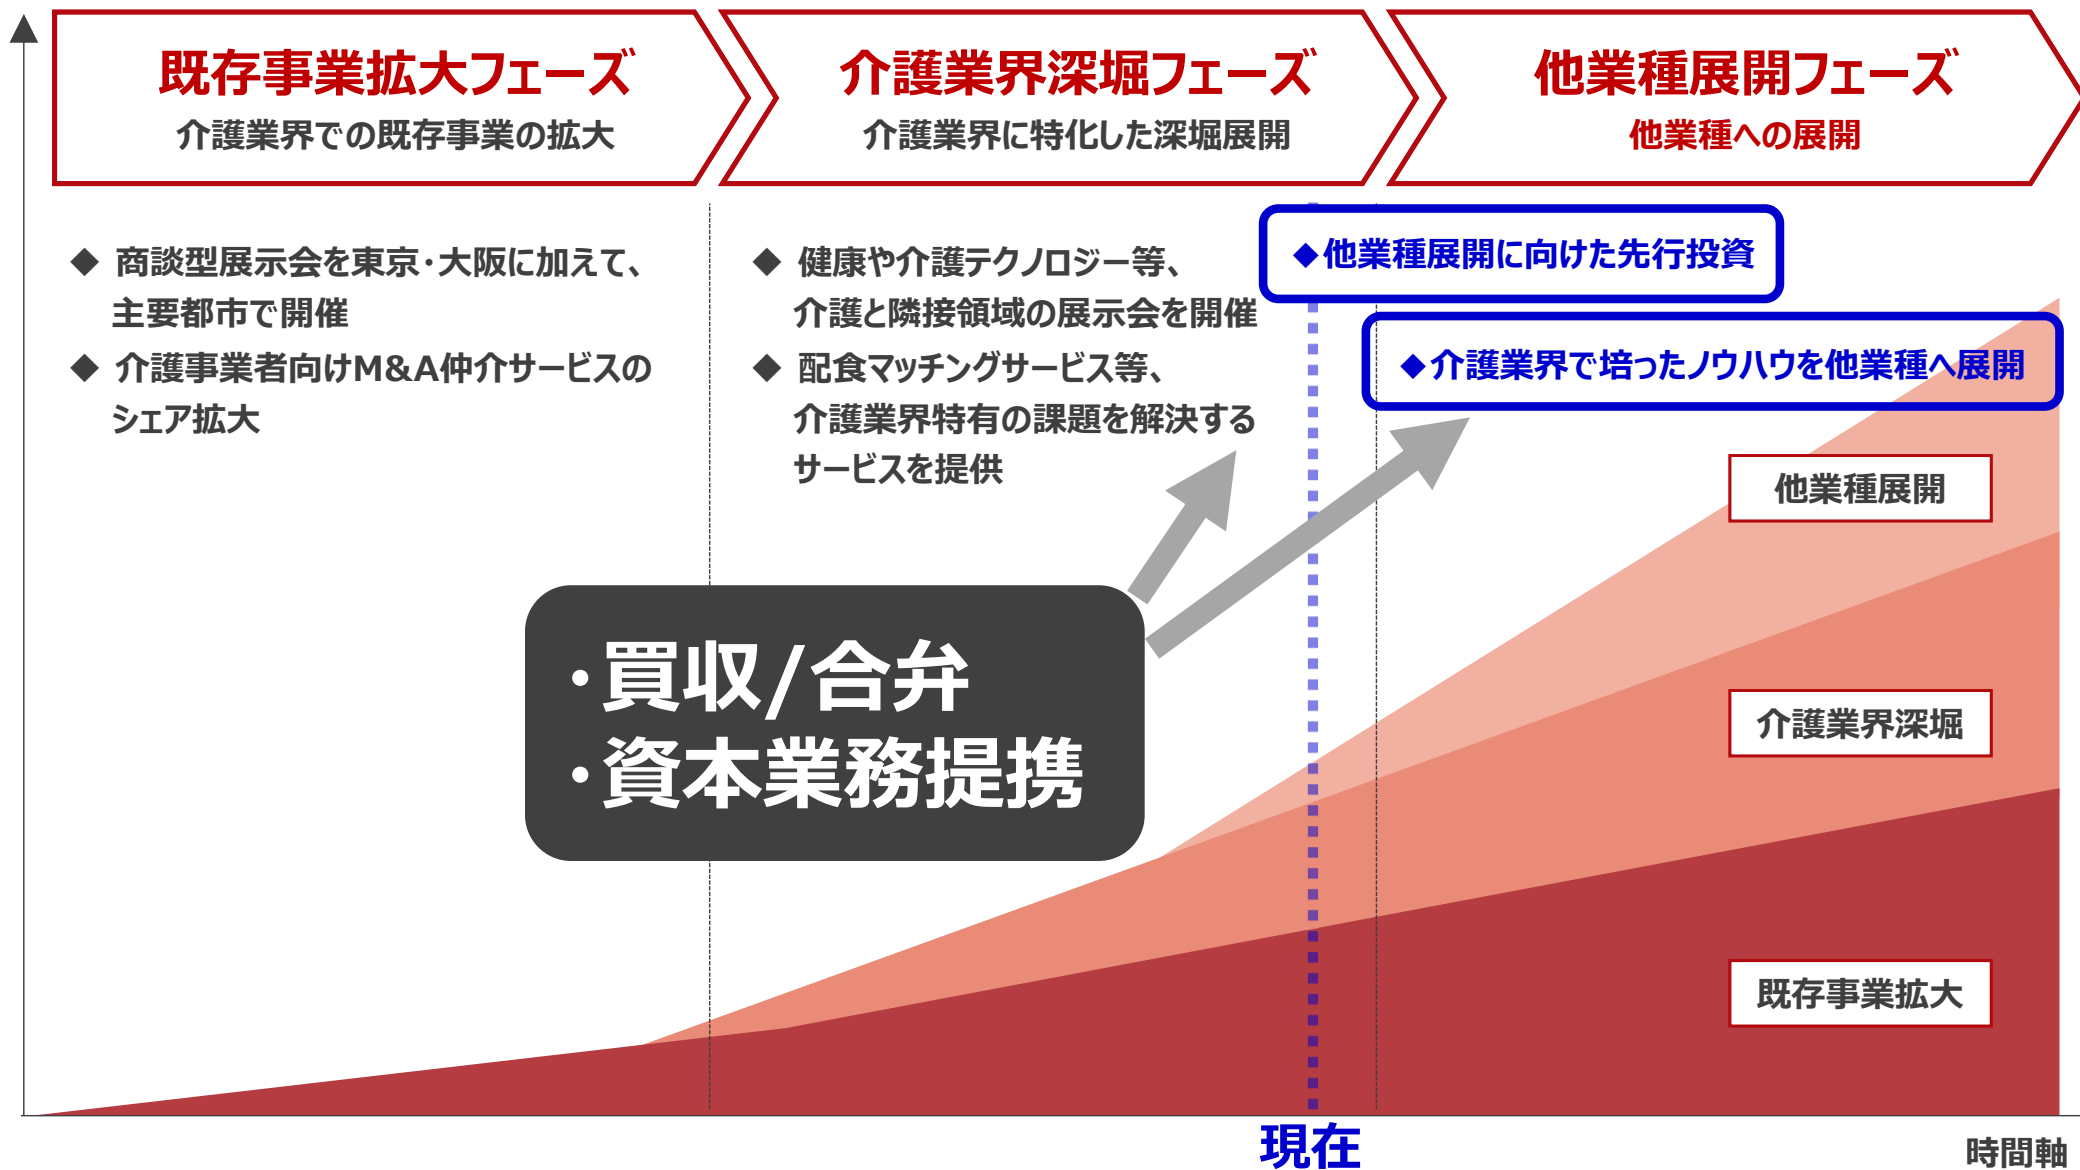 既存事業拡大フェーズ
介護業界での既存事業の拡大
介護業界深堀フェーズ
介護業界に特化した深堀展開
他業種展開フェーズ
他業種への展開
◆ 商談型展示会を東京・大阪に加えて、
主要都市で開催
◆ 介護事業者向けM&A仲介サービスの
シェア拡大
◆ 健康や介護テクノロジー等、
介護と隣接領域の展示会を開催
◆ 配食マッチングサービス等、
介護業界特有の課題を解決する
サービスを提供
◆他業種展開に向けた先行投資
◆介護業界で培ったノウハウを他業種へ展開
・買収/合弁
・資本業務提携
他業種展開
介護業界深堀
既存事業拡大
現在
時間軸